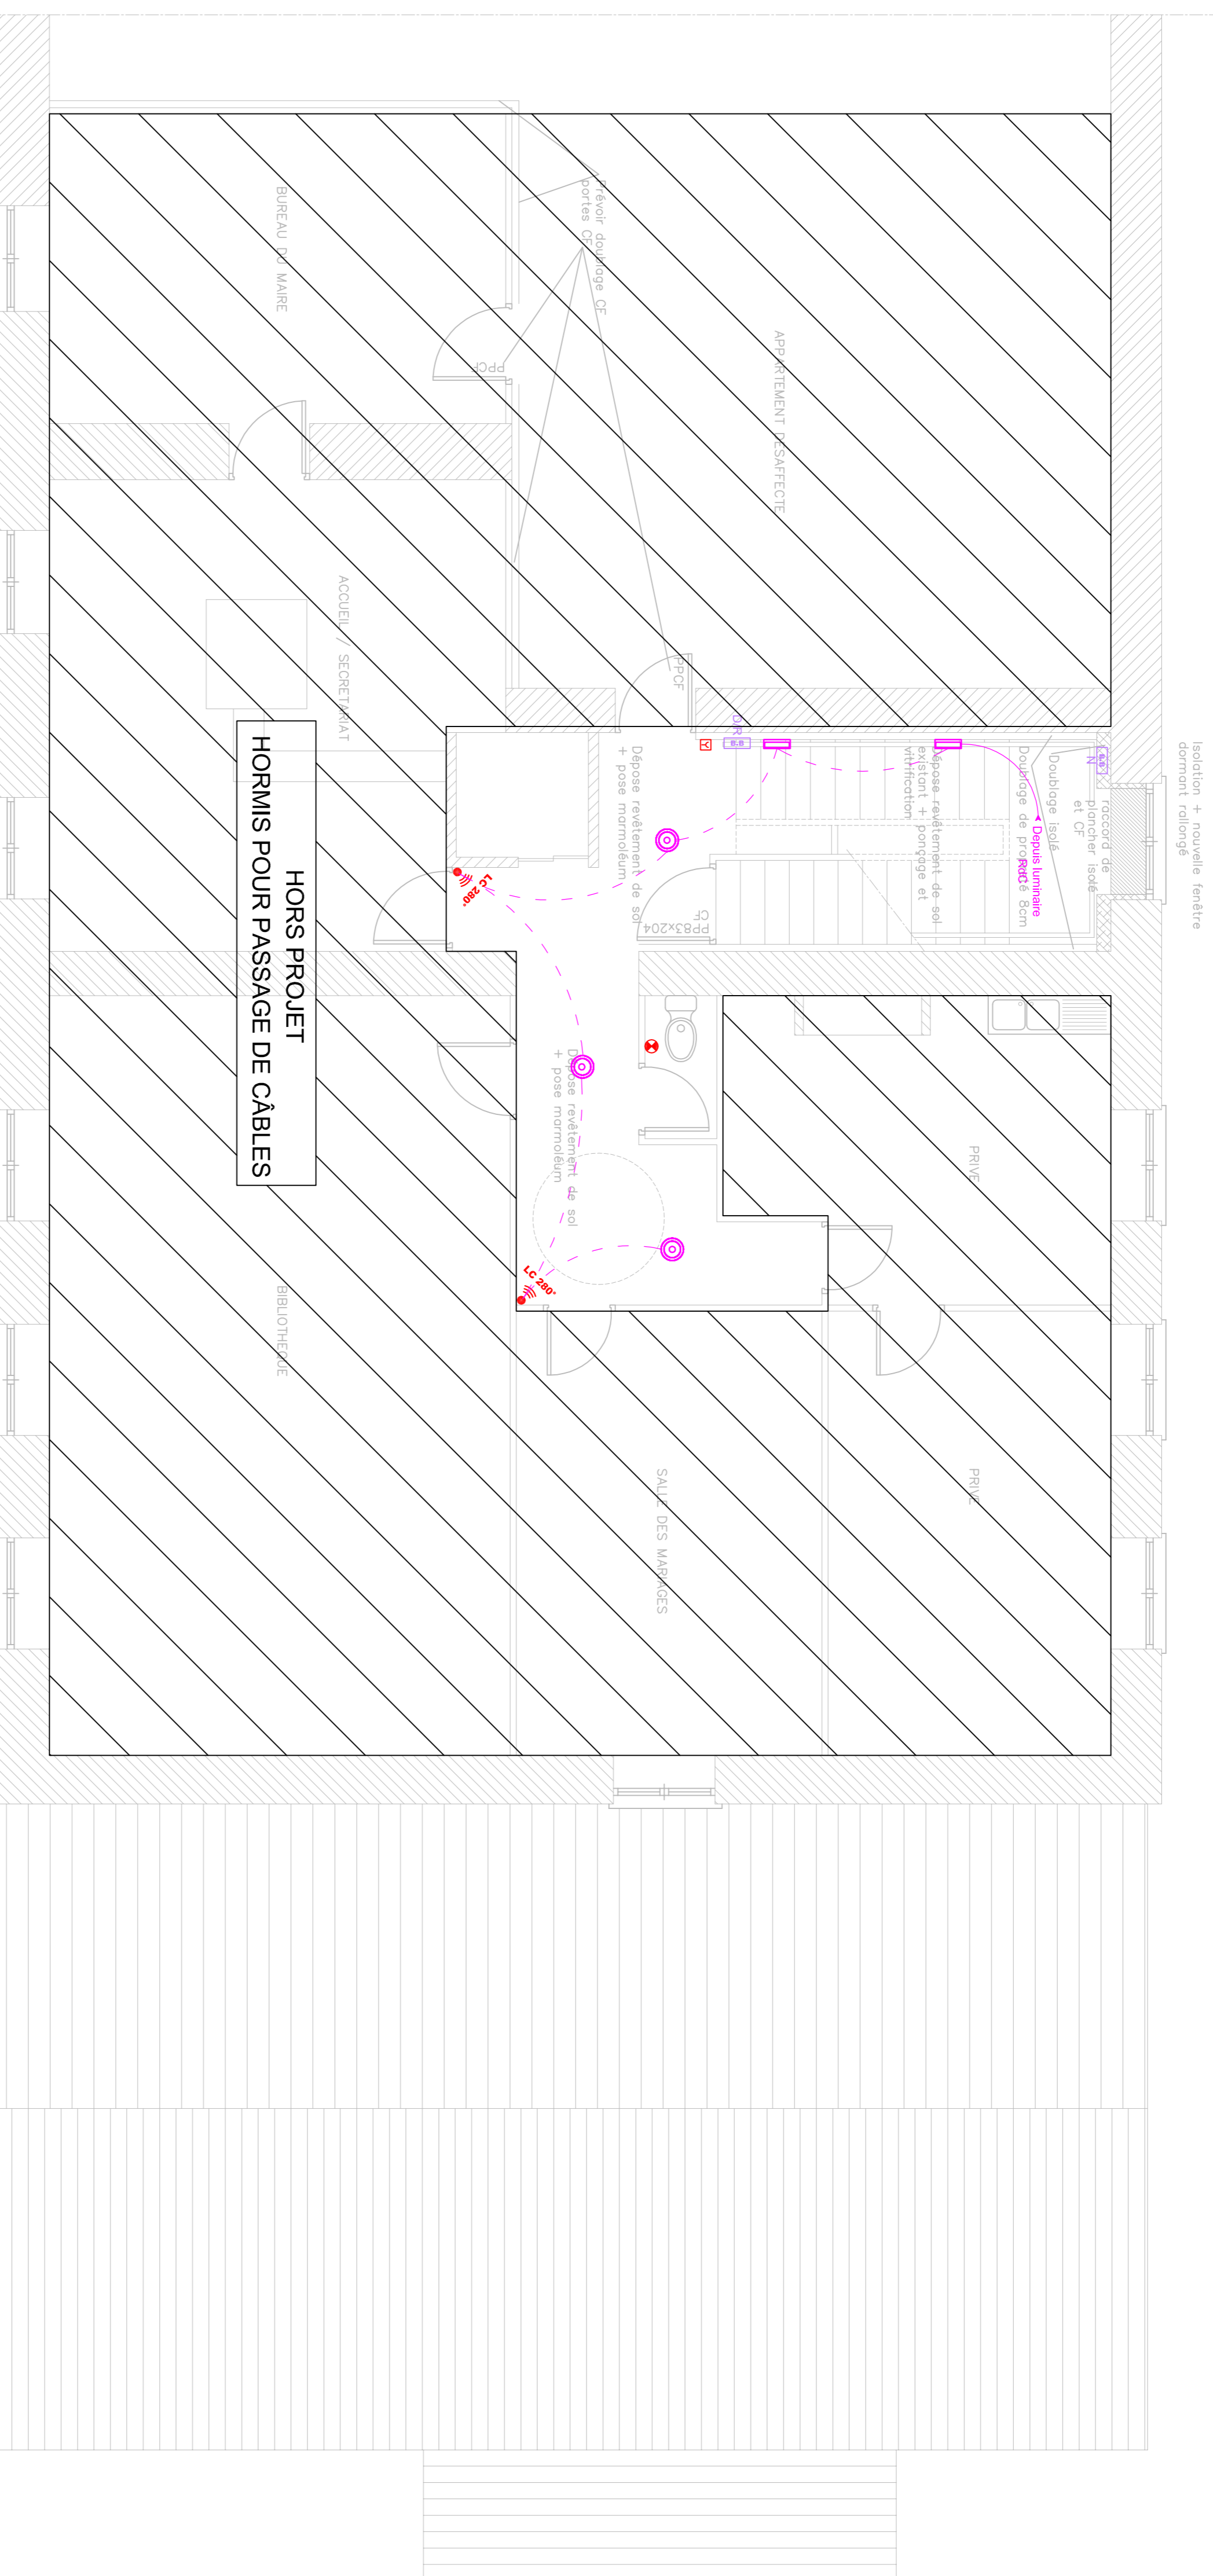 Isolation + nouvelle fenêtre
dormant rallongé
raccord de
plancher isolé
et CF
N
B-B
Depuis luminaire
RdC
Doublage isolé
Doublage de propreté 8cm
Dépose revêtement de sol
existant + ponçage et
vitrification
D/R
B-B
PPCF
PP83x204
CF
Dépose revêtement de sol
+ pose marmoléum
LC
280°
Prévoir doublage CF
portes CF
PPCF
APPARTEMENT DESAFFECTE
BUREAU DU MAIRE
ACCUEIL / SECRETARIAT
HORS PROJET
HORMIS POUR PASSAGE DE CÂBLES
Dépose revêtement de sol
+ pose marmoléum
LC 280°
PRIVE
PRIVE
SALLE DES MARIAGES
BIBLIOTHEQUE